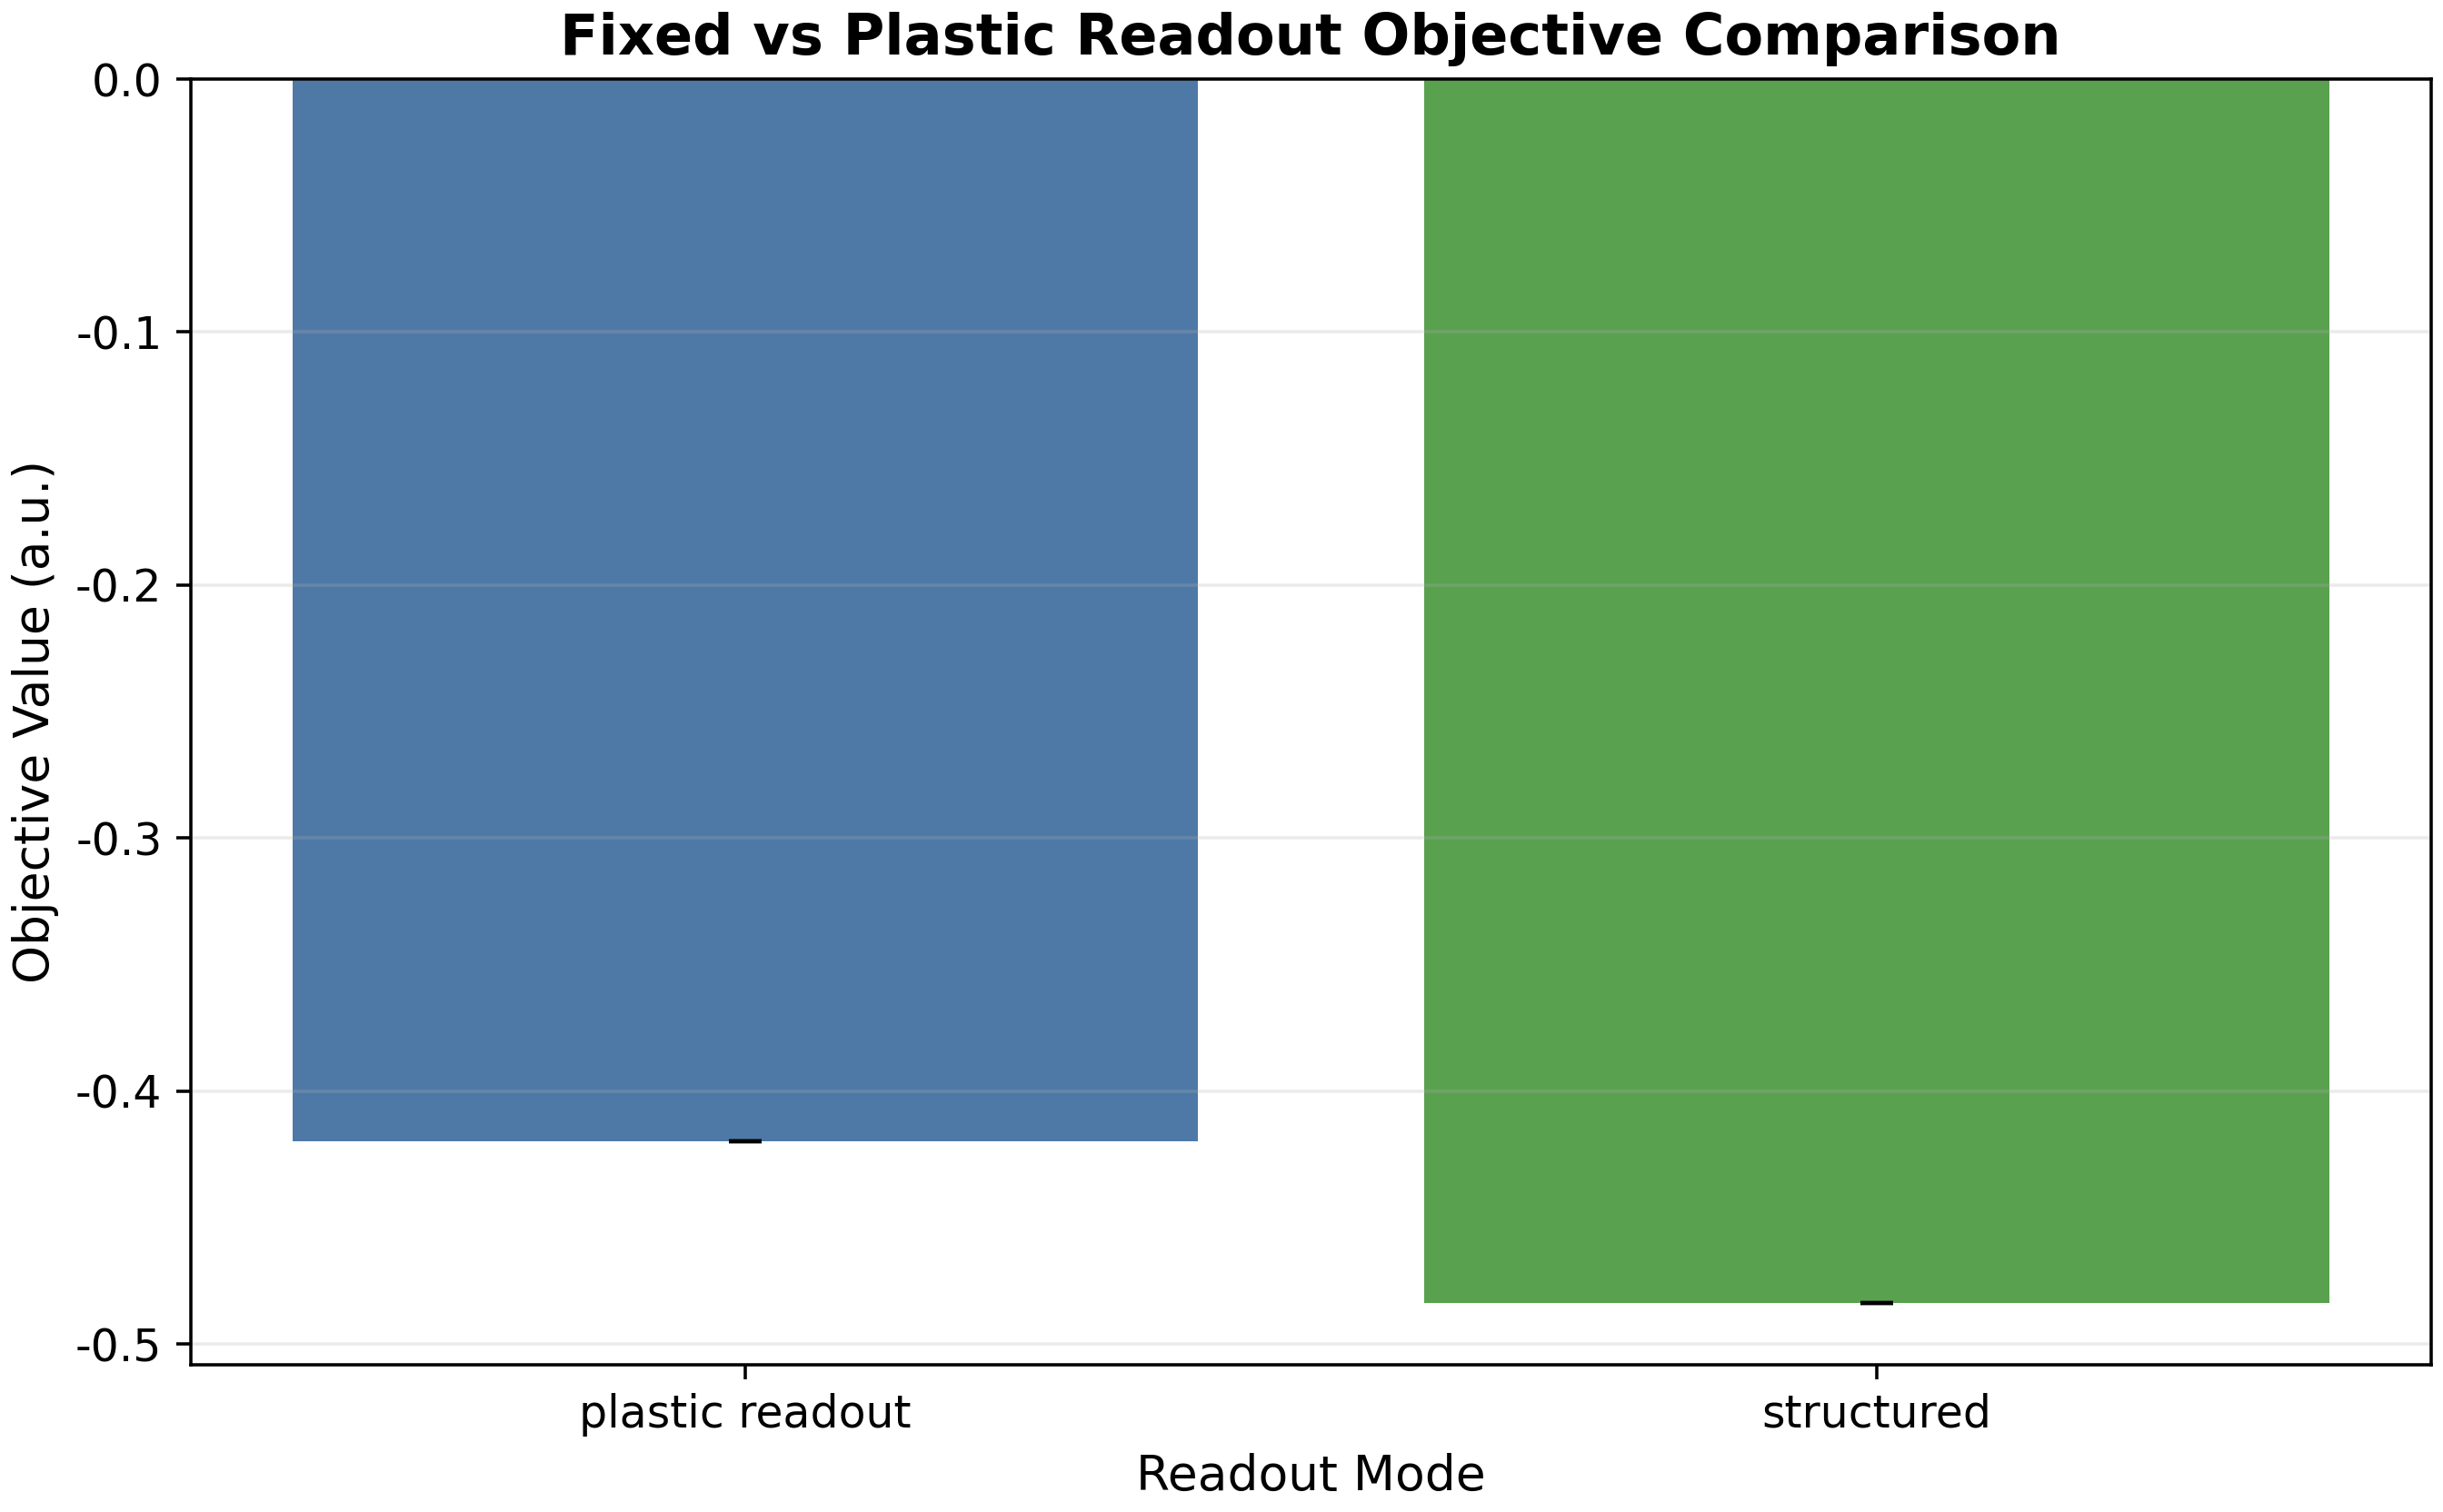 Fixed vs Plastic Readout Objective Comparison
0.0
-0.1
-0.2
-0.3
-0.4
-0.5
Objective Value (a.u.)
plastic readout
structured
Readout Mode